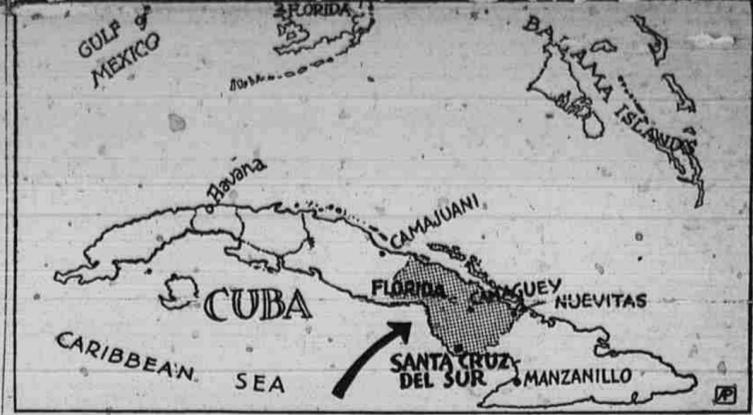 FLORIDA
GULF of
MEXICO
BAHAMA ISLANDS
Havana
CAMAJUANI
FLORIDA
CAMAGUEY
NUEVITAS
CUBA
CARIBBEAN SEA
SANTA CRUZ
DEL SUR
MANZANILLO
AP